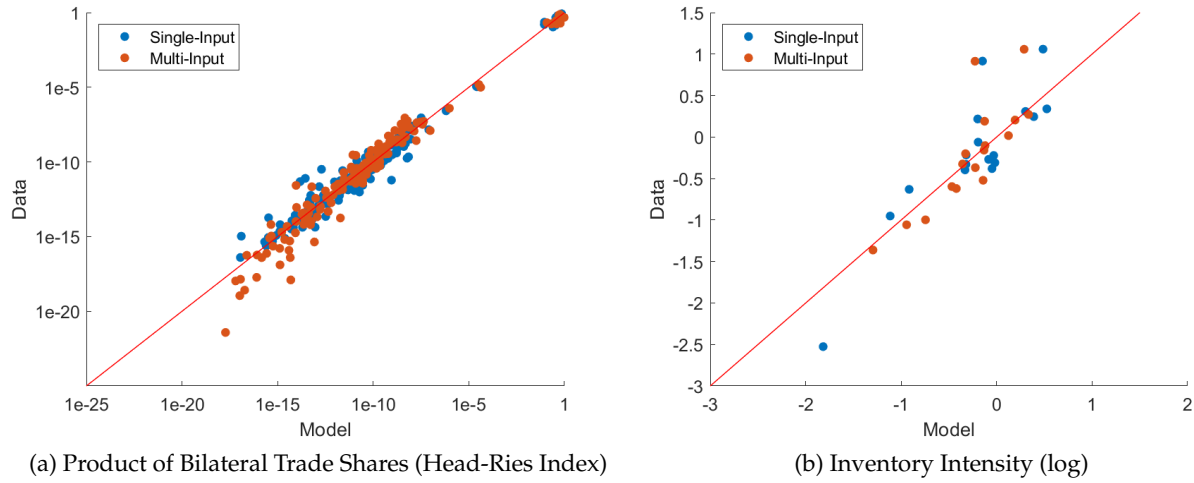 1
1e-5
1e-10
1e-15
1e-20
Data
Single-Input
Multi-Input
1e-25
1e-20
1e-15
1e-10
1e-5
1
Model
(a) Product of Bilateral Trade Shares (Head-Ries Index)
1.5
1
0.5
0
-0.5
-1
-1.5
-2
-2.5
-3
Data
Single-Input
Multi-Input
-3
-2
-1
0
1
2
Model
(b) Inventory Intensity (log)